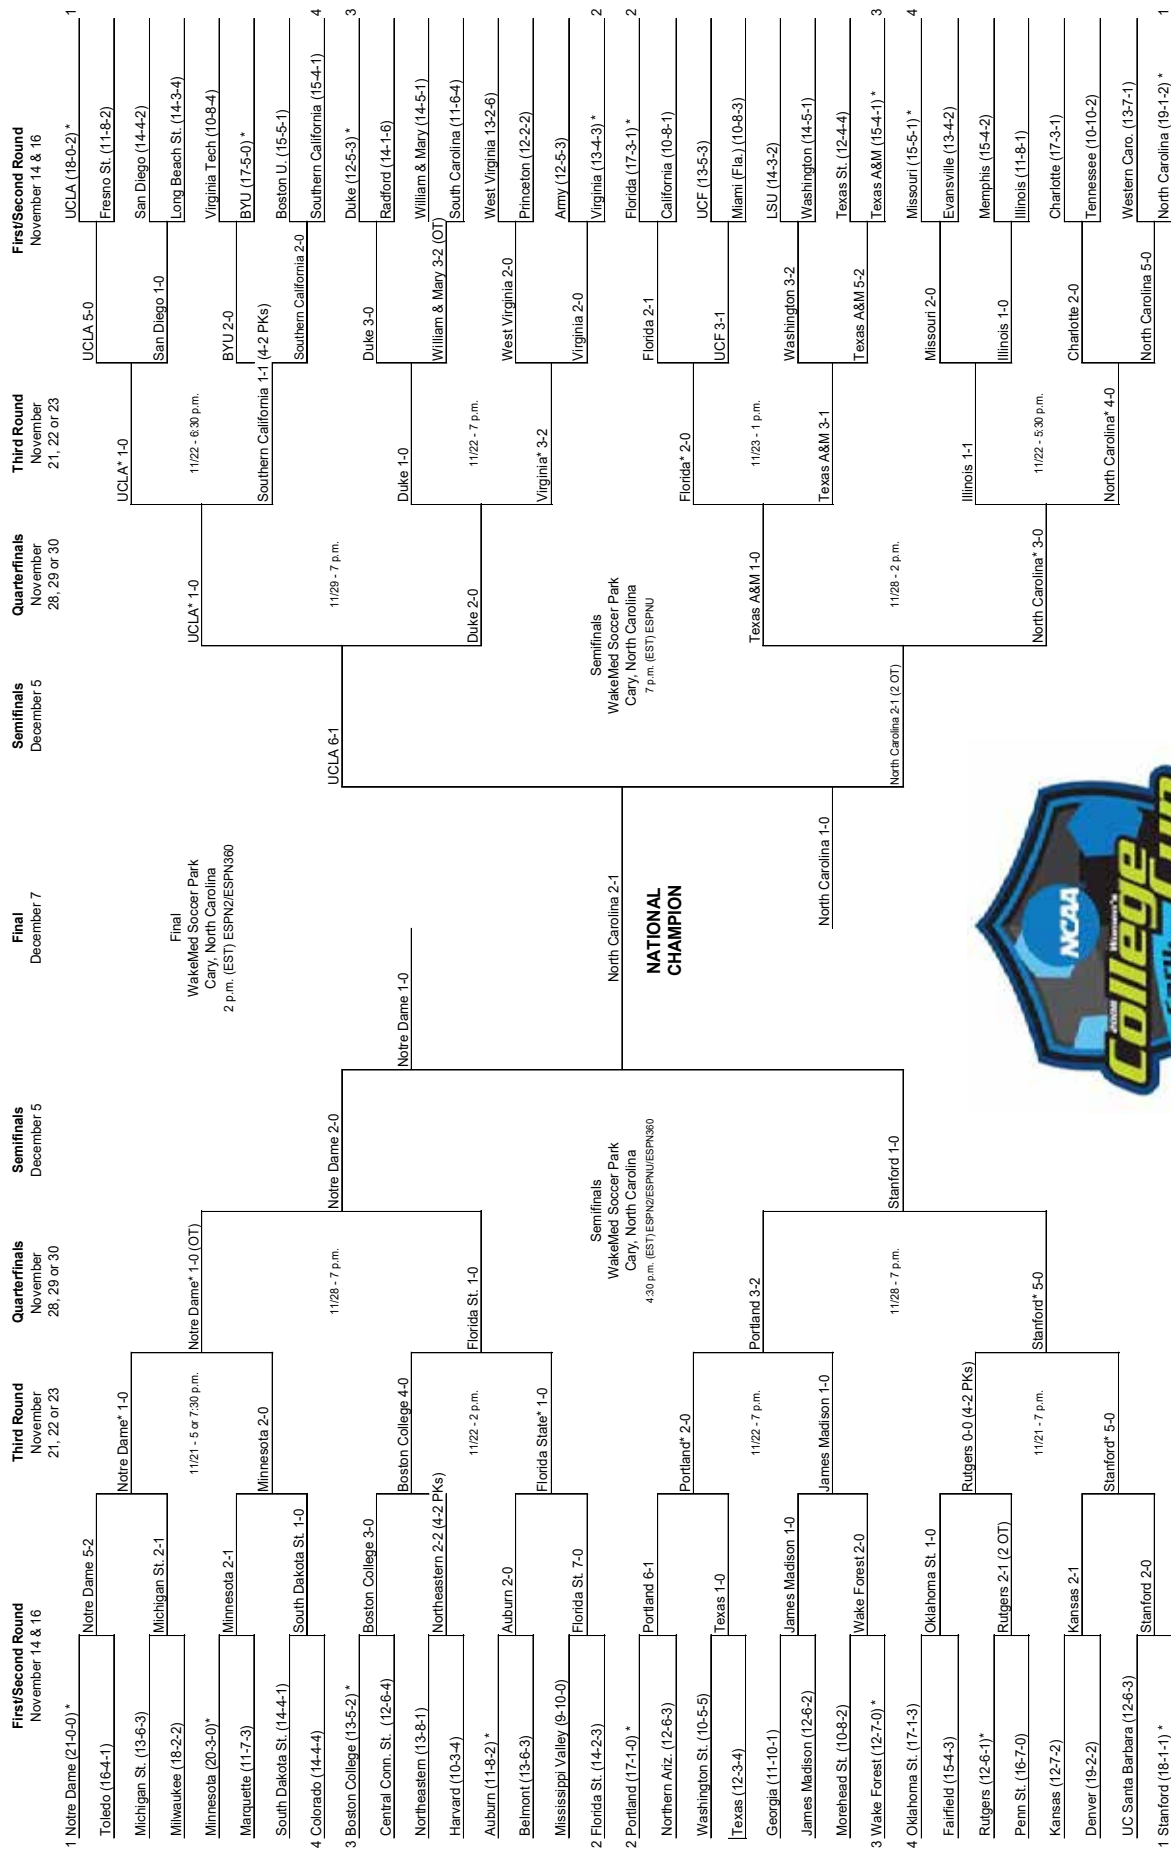 First/Second Round
November 14 & 16
Third Round
November
21, 22 or 23
Quarterfinals
November
28, 29 or 30
Semifinals
December 5
Final
December 7
Semifinals
December 5
Quarterfinals
November
28, 29 or 30
Third Round
November
21, 22 or 23
First/Second Round
November 14 & 16
1 Notre Dame (21-0-0) *
Toledo (16-4-1)
Michigan St. (13-6-3)
Milwaukee (18-2-2)
Minnesota (20-3-0)*
Marquette (11-7-3)
South Dakota St. (14-4-1)
4 Colorado (14-4-4)
3 Boston College (13-5-2) *
Central Conn. St. (12-6-4)
Northeastern (13-8-1)
Harvard (10-3-4)
Auburn (11-8-2) *
Belmont (13-6-3)
Mississippi Valley (9-10-0)
2 Florida St. (14-2-3)
2 Portland (17-1-0) *
Northern Ariz. (12-6-3)
Washington St. (10-5-5)
Texas (12-3-4)
Georgia (11-10-1)
James Madison (12-6-2)
Morehead St. (10-8-2)
3 Wake Forest (12-7-0) *
4 Oklahoma St. (17-1-3)
Fairfield (15-4-3)
Rutgers (12-6-1)*
Penn St. (16-7-0)
Kansas (12-7-2)
Denver (19-2-2)
UC Santa Barbara (12-6-3)
1 Stanford (18-1-1) *
Notre Dame 5-2
Michigan St. 2-1
Minnesota 2-1
South Dakota St. 1-0
Boston College 3-0
Northeastern 2-2 (4-2 PKs)
Auburn 2-0
Florida St. 7-0
Portland 6-1
Texas 1-0
James Madison 1-0
Wake Forest 2-0
Oklahoma St. 1-0
Rutgers 2-1 (2 OT)
Kansas 2-1
Stanford 2-0
Notre Dame* 1-0
11/21 - 5 or 7:30 p.m.
Minnesota 2-0
Boston College 4-0
11/22 - 2 p.m.
Florida State* 1-0
Portland* 2-0
11/22 - 7 p.m.
James Madison 1-0
Rutgers 0-0 (4-2 PKs)
11/21 - 7 p.m.
Stanford* 5-0
Notre Dame* 1-0 (OT)
11/28 - 7 p.m.
Florida St. 1-0
Portland 3-2
11/28 - 7 p.m.
Stanford* 5-0
Notre Dame 2-0
Semifinals
WakeMed Soccer Park
Cary, North Carolina
4:30 p.m. (EST) ESPN2/ESPNU/ESPN360
Stanford 1-0
Notre Dame 1-0
Final
WakeMed Soccer Park
Cary, North Carolina
2 p.m. (EST) ESPN2/ESPN360
North Carolina 2-1
NATIONAL
CHAMPION
North Carolina 1-0
NCAA
2008 Women's
College
Cup
UCLA 6-1
Semifinals
WakeMed Soccer Park
Cary, North Carolina
7 p.m. (EST) ESPNU
North Carolina 2-1 (2 OT)
UCLA* 1-0
11/29 - 7 p.m.
Duke 2-0
Texas A&M 1-0
11/28 - 2 p.m.
North Carolina* 3-0
UCLA* 1-0
11/22 - 6:30 p.m.
Southern California 1-1 (4-2 PKs)
Duke 1-0
11/22 - 7 p.m.
Virginia* 3-2
Florida* 2-0
11/23 - 1 p.m.
Texas A&M 3-1
Illinois 1-1
11/22 - 5:30 p.m.
North Carolina* 4-0
UCLA 5-0
San Diego 1-0
BYU 2-0
Southern California 2-0
Duke 3-0
William & Mary 3-2 (OT)
West Virginia 2-0
Virginia 2-0
Florida 2-1
UCF 3-1
Washington 3-2
Texas A&M 5-2
Missouri 2-0
Illinois 1-0
Charlotte 2-0
North Carolina 5-0
UCLA (18-0-2) * 1
Fresno St. (11-8-2)
San Diego (14-4-2)
Long Beach St. (14-3-4)
Virginia Tech (10-8-4)
BYU (17-5-0) *
Boston U. (15-5-1)
Southern California (15-4-1) 4
Duke (12-5-3) * 3
Radford (14-1-6)
William & Mary (14-5-1)
South Carolina (11-6-4)
West Virginia 13-2-6)
Princeton (12-2-2)
Army (12-5-3)
Virginia (13-4-3) * 2
Florida (17-3-1) * 2
California (10-8-1)
UCF (13-5-3)
Miami (Fla.) (10-8-3)
LSU (14-3-2)
Washington (14-5-1)
Texas St. (12-4-4)
Texas A&M (15-4-1) * 3
Missouri (15-5-1) * 4
Evansville (13-4-2)
Memphis (15-4-2)
Illinois (11-8-1)
Charlotte (17-3-1)
Tennessee (10-10-2)
Western Caro. (13-7-1)
North Carolina (19-1-2) * 1